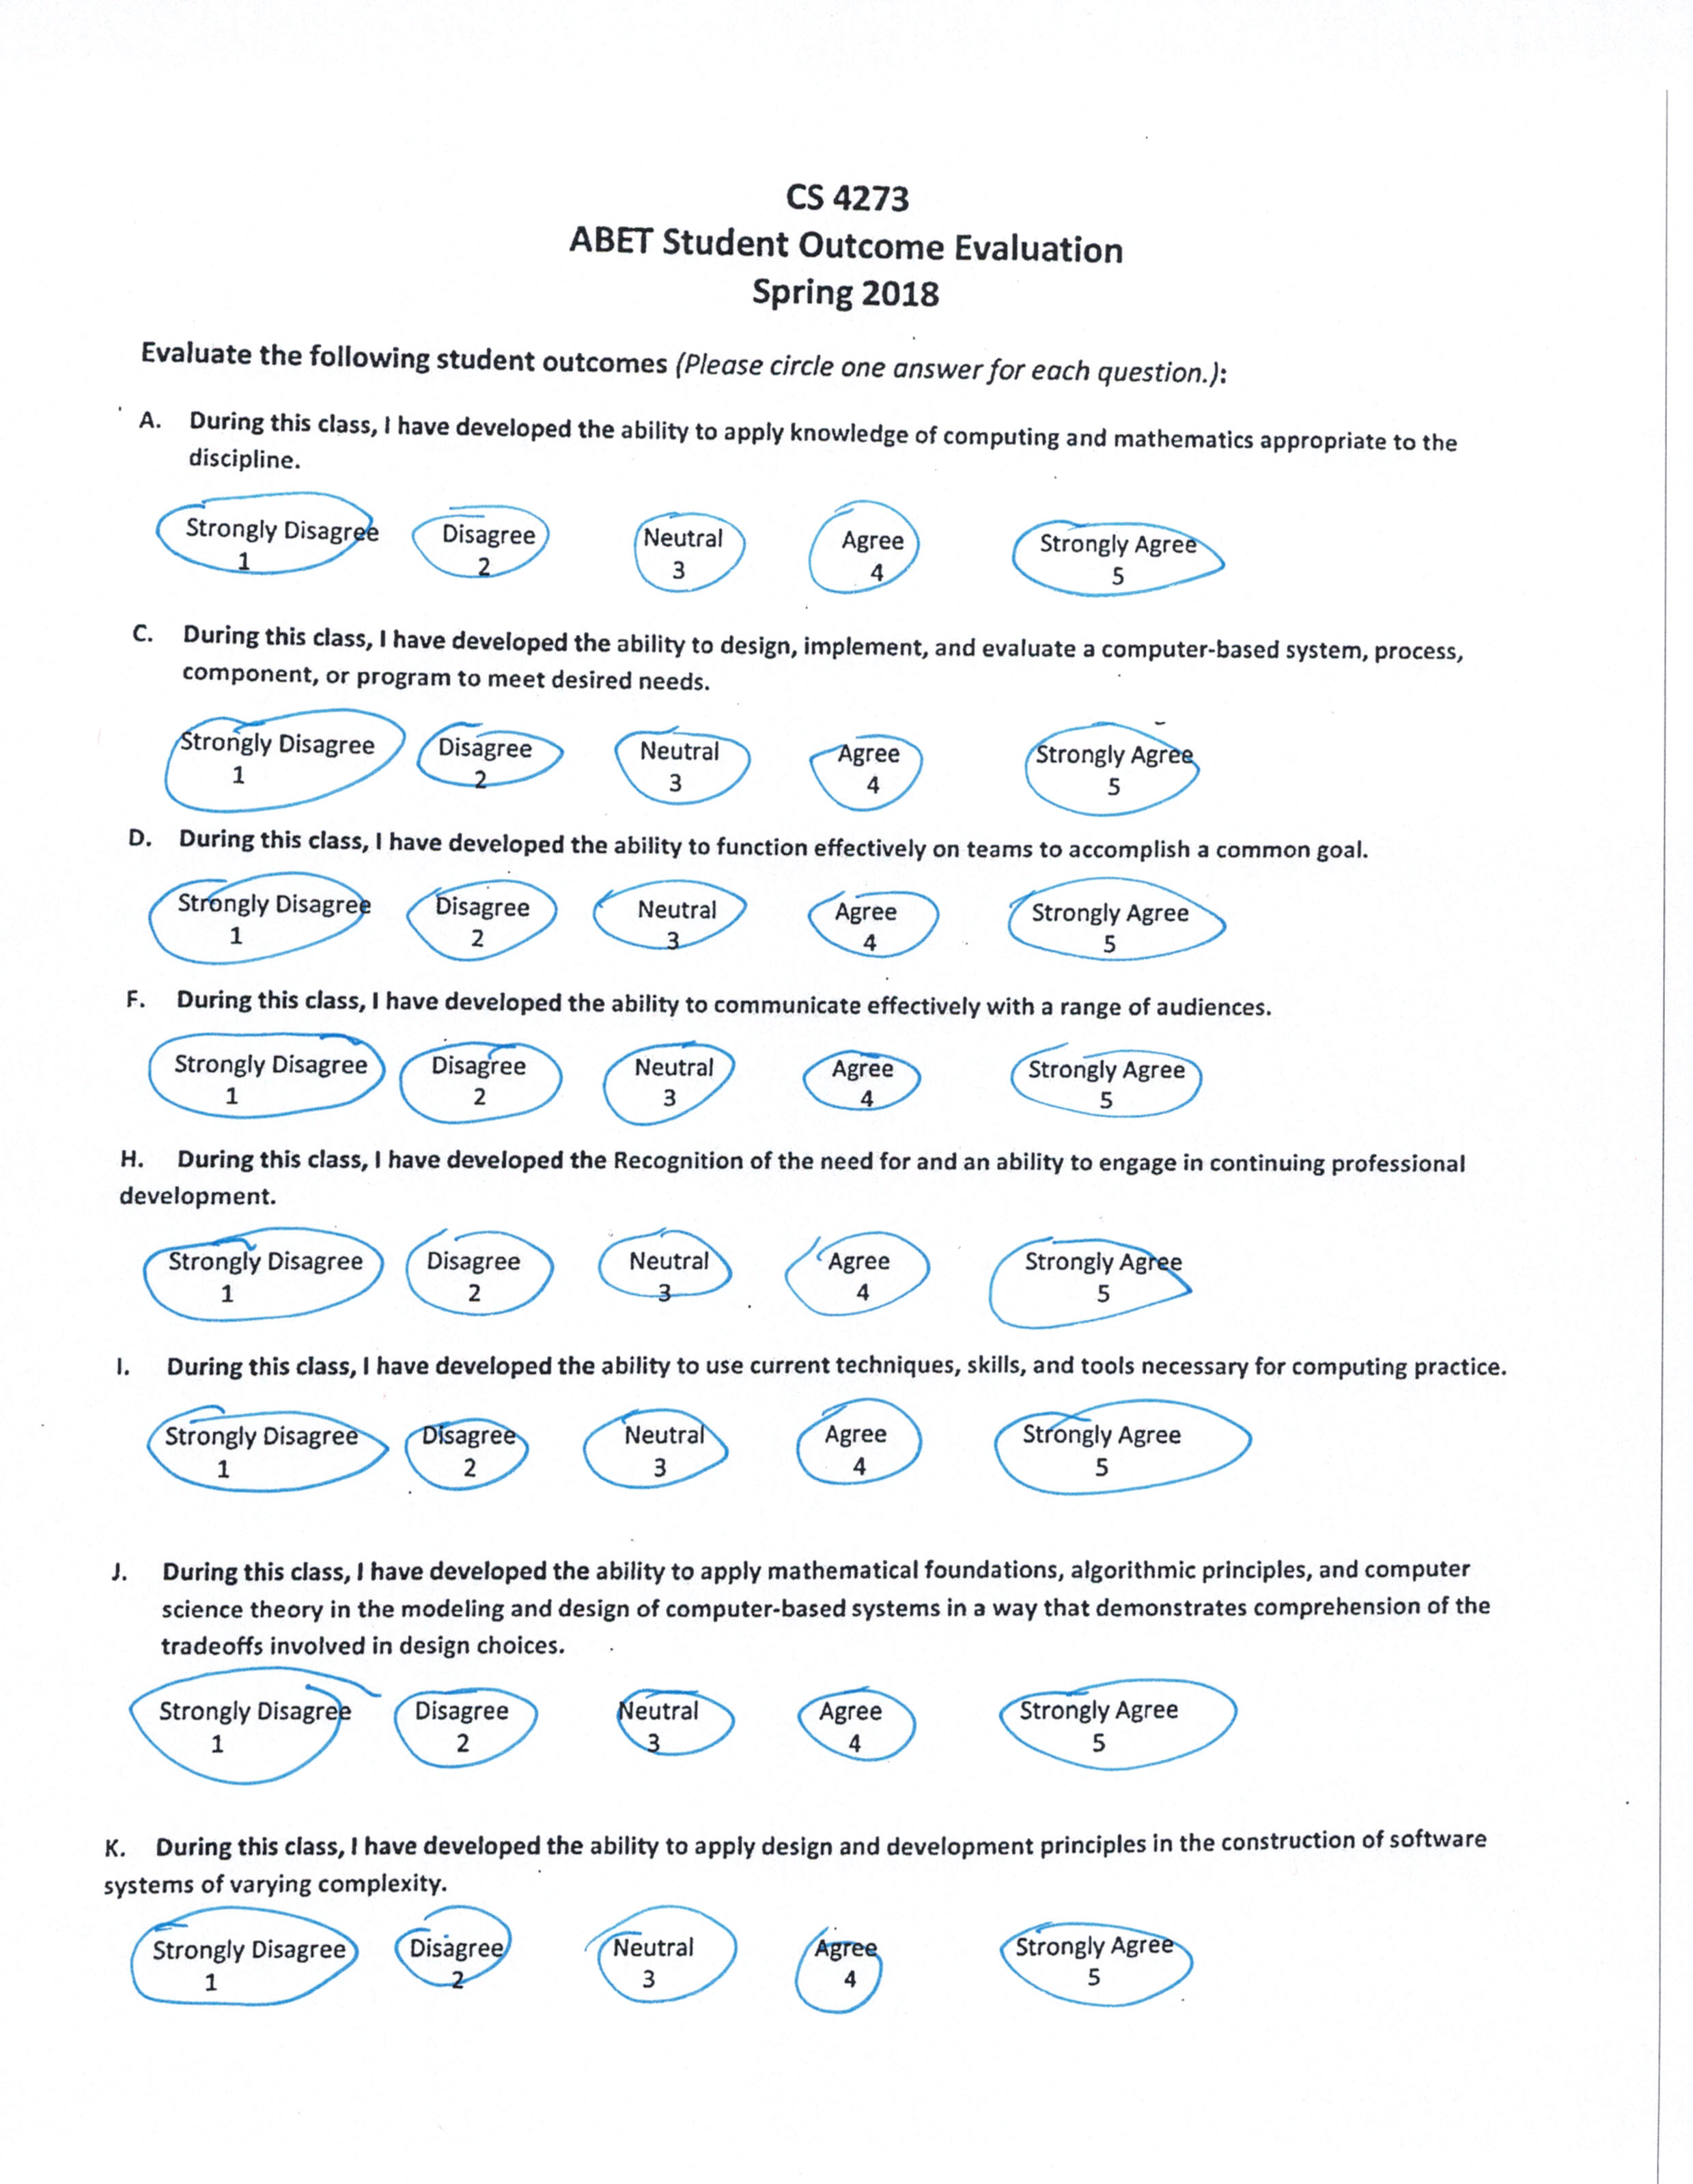 CS 4273
ABET Student Outcome Evaluation
Spring 2018
Evaluate the following student outcomes (Please circle one answer for each question.):
A. During this class, I have developed the ability to apply knowledge of computing and mathematics appropriate to the
discipline.
Strongly Disagree Disagree Neutral Agree Strongly Agree
1 2 3 4 5
C. During this class, I have developed the ability to design, implement, and evaluate a computer-based system, process,
component, or program to meet desired needs.
Strongly Disagree Disagree Neutral Agree Strongly Agree
1 2 3 4 5
D. During this class, I have developed the ability to function effectively on teams to accomplish a common goal.
Strongly Disagree Disagree Neutral Agree Strongly Agree
1 2 3 4 5
F. During this class, I have developed the ability to communicate effectively with a range of audiences.
Strongly Disagree Disagree Neutral Agree Strongly Agree
1 2 3 4 5
H. During this class, I have developed the Recognition of the need for and an ability to engage in continuing professional
development.
Strongly Disagree Disagree Neutral Agree Strongly Agree
1 2 3 4 5
I. During this class, I have developed the ability to use current techniques, skills, and tools necessary for computing practice.
Strongly Disagree Disagree Neutral Agree Strongly Agree
1 2 3 4 5
J. During this class, I have developed the ability to apply mathematical foundations, algorithmic principles, and computer
science theory in the modeling and design of computer-based systems in a way that demonstrates comprehension of the
tradeoffs involved in design choices.
Strongly Disagree Disagree Neutral Agree Strongly Agree
1 2 3 4 5
K. During this class, I have developed the ability to apply design and development principles in the construction of software
systems of varying complexity.
Strongly Disagree Disagree Neutral Agree Strongly Agree
1 2 3 4 5